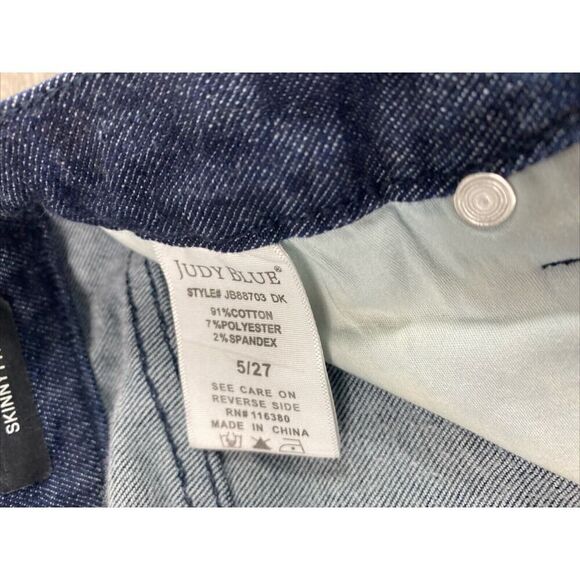 JUDY BLUE®
STYLE# JB88703 DK
91%COTTON
7%POLYESTER
2%SPANDEX
5/27
SEE CARE ON
REVERSE SIDE
RN# 116380
MADE IN CHINA
SKINNY